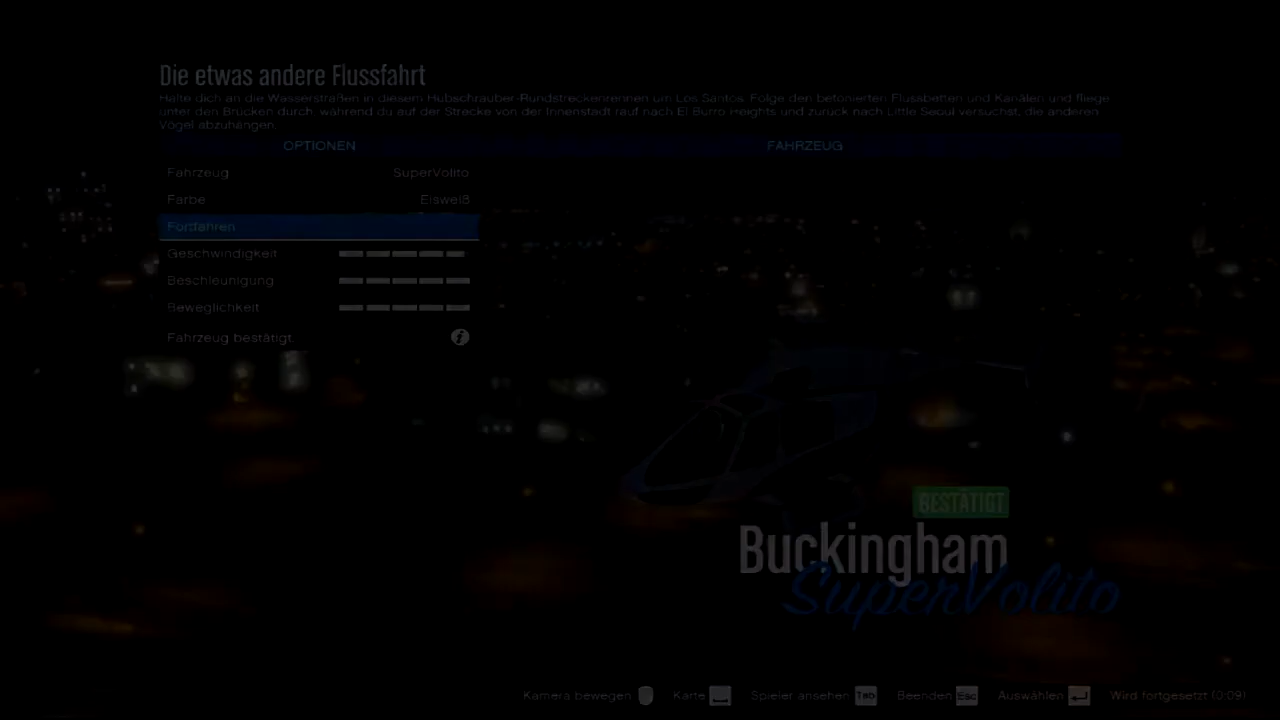 Die etwas andere Flussfahrt
Halte dich an die Wasserstraßen in diesem Hubschrauber-Rundstreckenrennen um Los Santos. Folge den betonierten Flussbetten und Kanälen und fliege
unter den Brücken durch, während du auf der Strecke von der Innenstadt rauf nach El Burro Heights und zurück nach Little Seoul versuchst, die anderen
Vögel abzuhängen.
OPTIONEN FAHRZEUG
Fahrzeug SuperVolito
Farbe Eisweiß
Fortfahren
Geschwindigkeit
Beschleunigung
Beweglichkeit
Fahrzeug bestätigt. i
BESTÄTIGT
Buckingham
SuperVolito
Kamera bewegen Karte Spieler ansehen Tab Beenden Esc Auswählen Wird fortgesetzt (0:09)